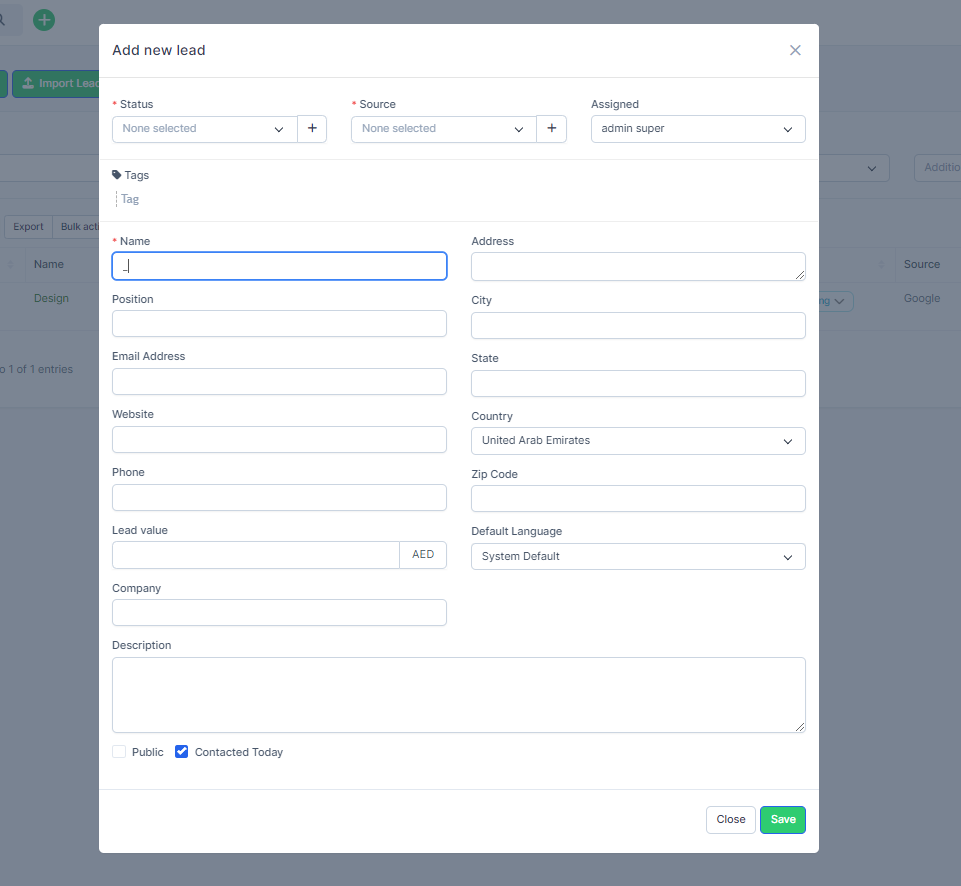 Import Lead
Add new lead
* Status
None selected
+
* Source
None selected
+
Assigned
admin super
Tags
Tag
Additio
Export
Bulk acti
* Name
_
Address
Name
Source
Design
Position
City
ng
Google
Email Address
State
o 1 of 1 entries
Website
Country
United Arab Emirates
Phone
Zip Code
Lead value
AED
Default Language
System Default
Company
Description
Public
Contacted Today
Close
Save